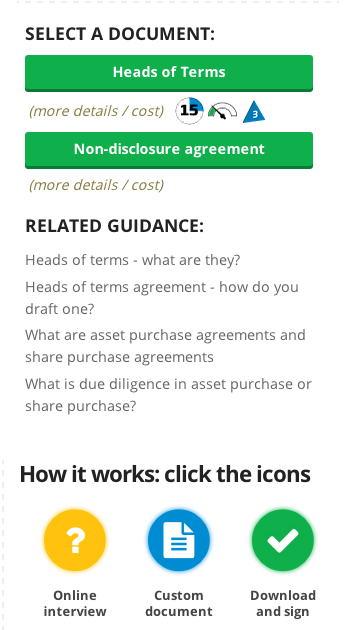 SELECT A DOCUMENT:
Heads of Terms
(more details / cost) 15 3
Non-disclosure agreement
(more details / cost)
RELATED GUIDANCE:
Heads of terms - what are they?
Heads of terms agreement - how do you
draft one?
What are asset purchase agreements and
share purchase agreements
What is due diligence in asset purchase or
share purchase?
How it works: click the icons
?
Online Custom Download
interview document and sign